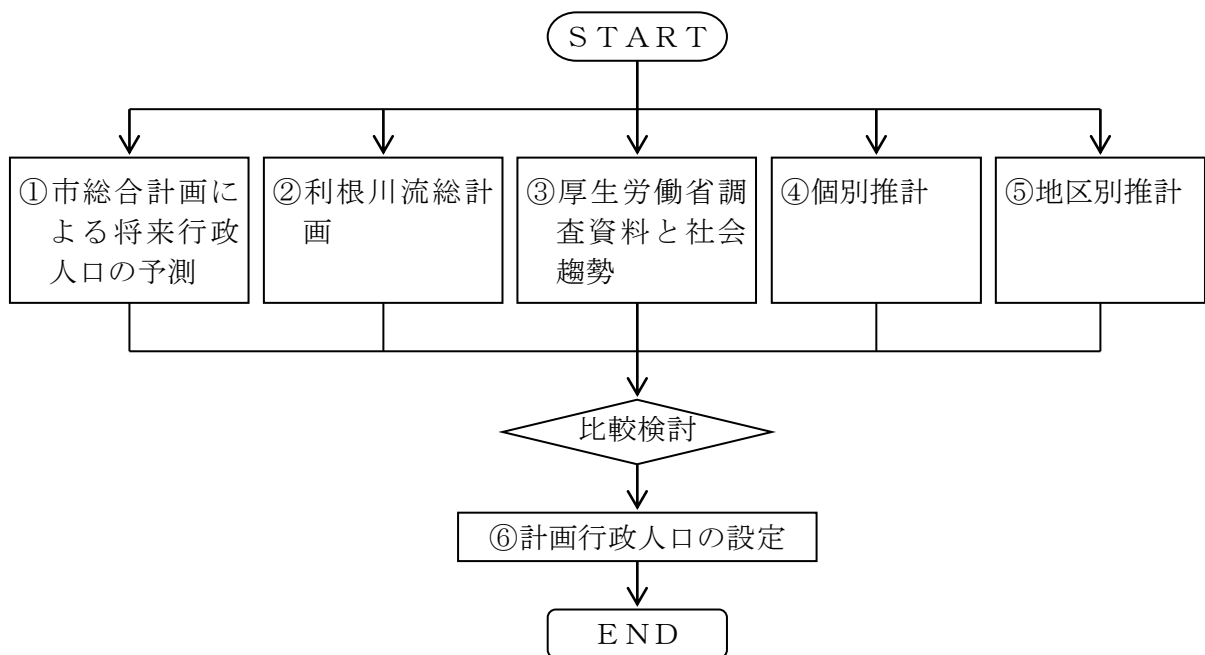 ＳＴＡＲＴ
①市総合計画に
よる将来行政
人口の予測
②利根川流総計
画
③厚生労働省調
査資料と社会
趨勢
④個別推計
⑤地区別推計
比較検討
⑥計画行政人口の設定
ＥＮＤ